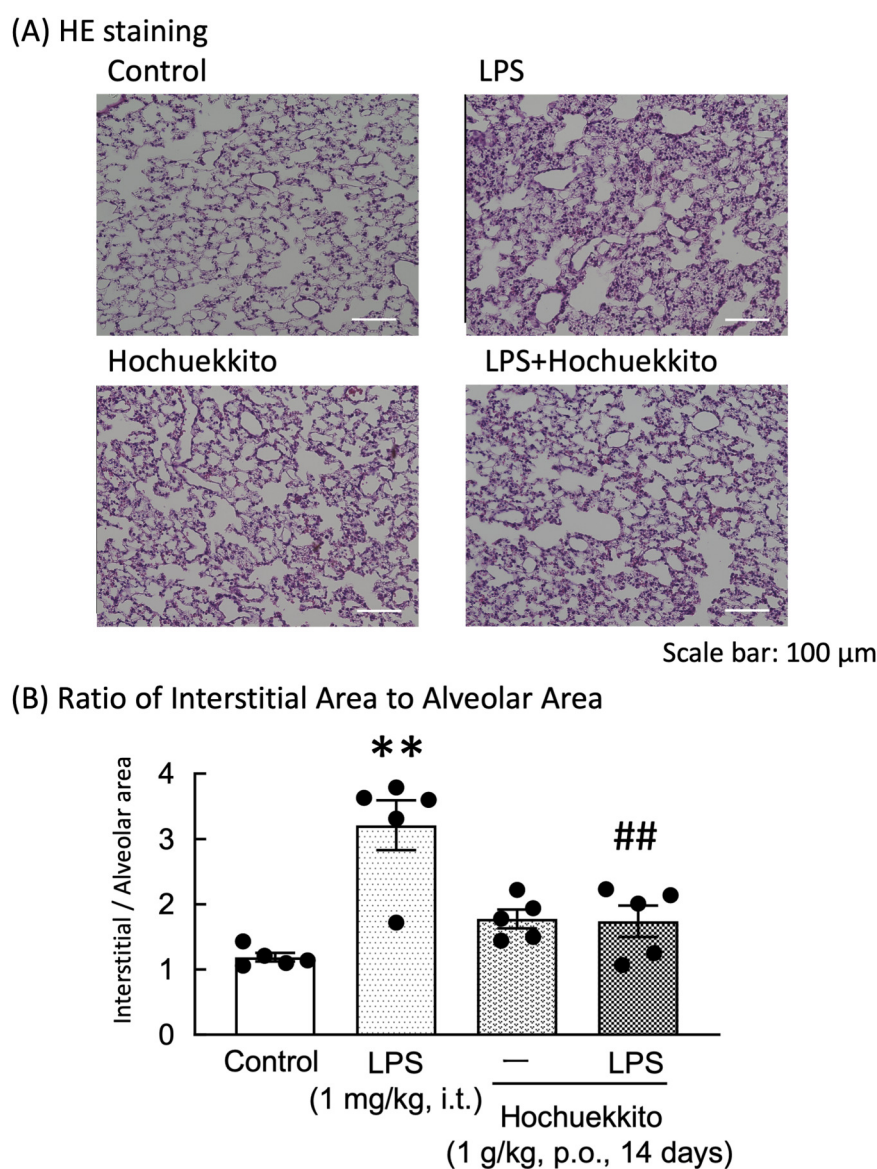 (A) HE staining
Control
LPS
Hochuekkito
LPS+Hochuekkito
Scale bar: 100 μm
(B) Ratio of Interstitial Area to Alveolar Area
Interstitial / Alveolar area
4
3
2
1
0
**
##
Control
LPS
—
LPS
(1 mg/kg, i.t.)
Hochuekkito
(1 g/kg, p.o., 14 days)